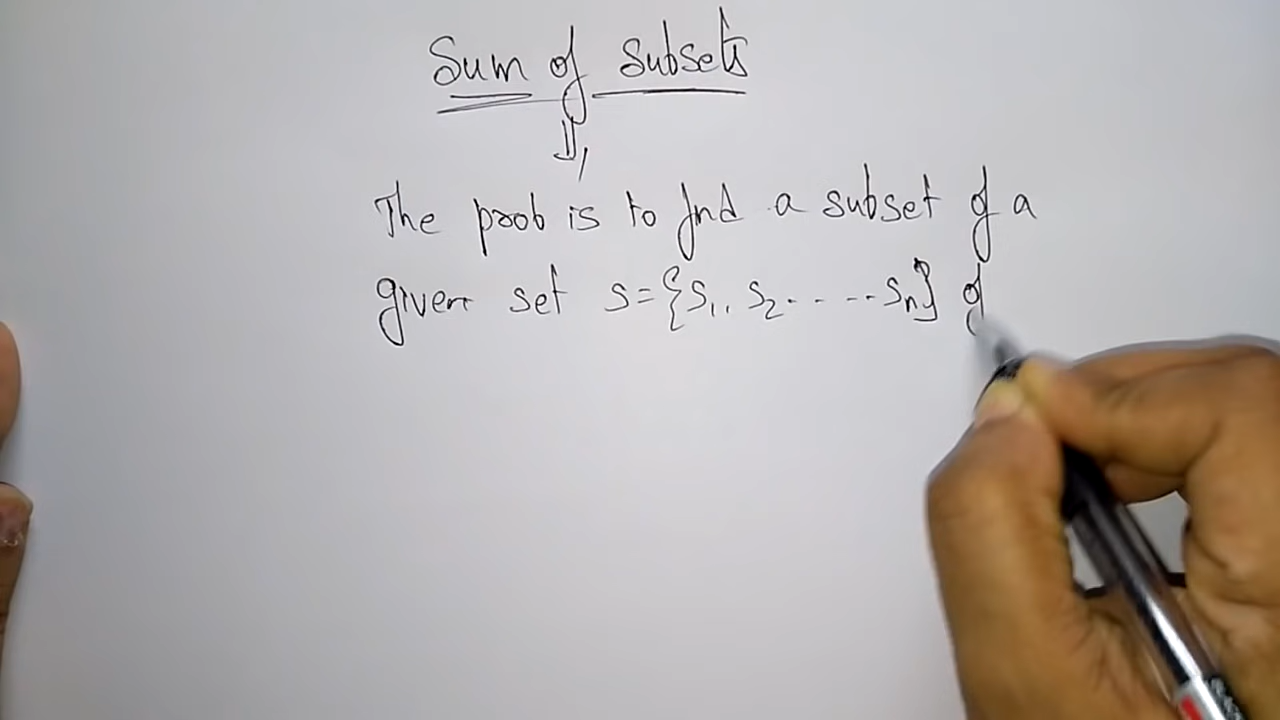 Sum of subsets
The prob is to find a subset of a
given set s={s1, s2.....sn} of